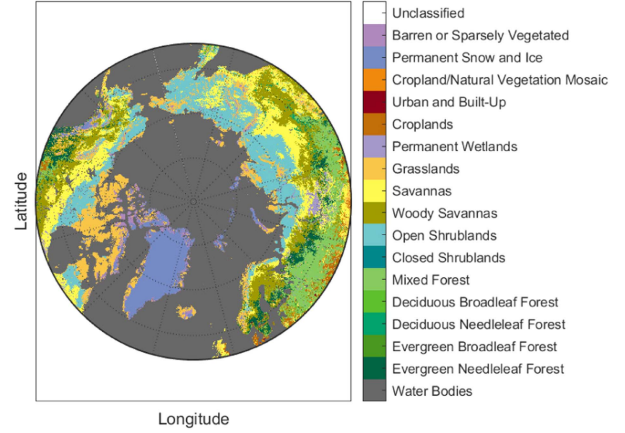 Unclassified
Barren or Sparsely Vegetated
Permanent Snow and Ice
Cropland/Natural Vegetation Mosaic
Urban and Built-Up
Croplands
Permanent Wetlands
Grasslands
Savannas
Woody Savannas
Open Shrublands
Closed Shrublands
Mixed Forest
Deciduous Broadleaf Forest
Deciduous Needleleaf Forest
Evergreen Broadleaf Forest
Evergreen Needleleaf Forest
Water Bodies
Latitude
Longitude